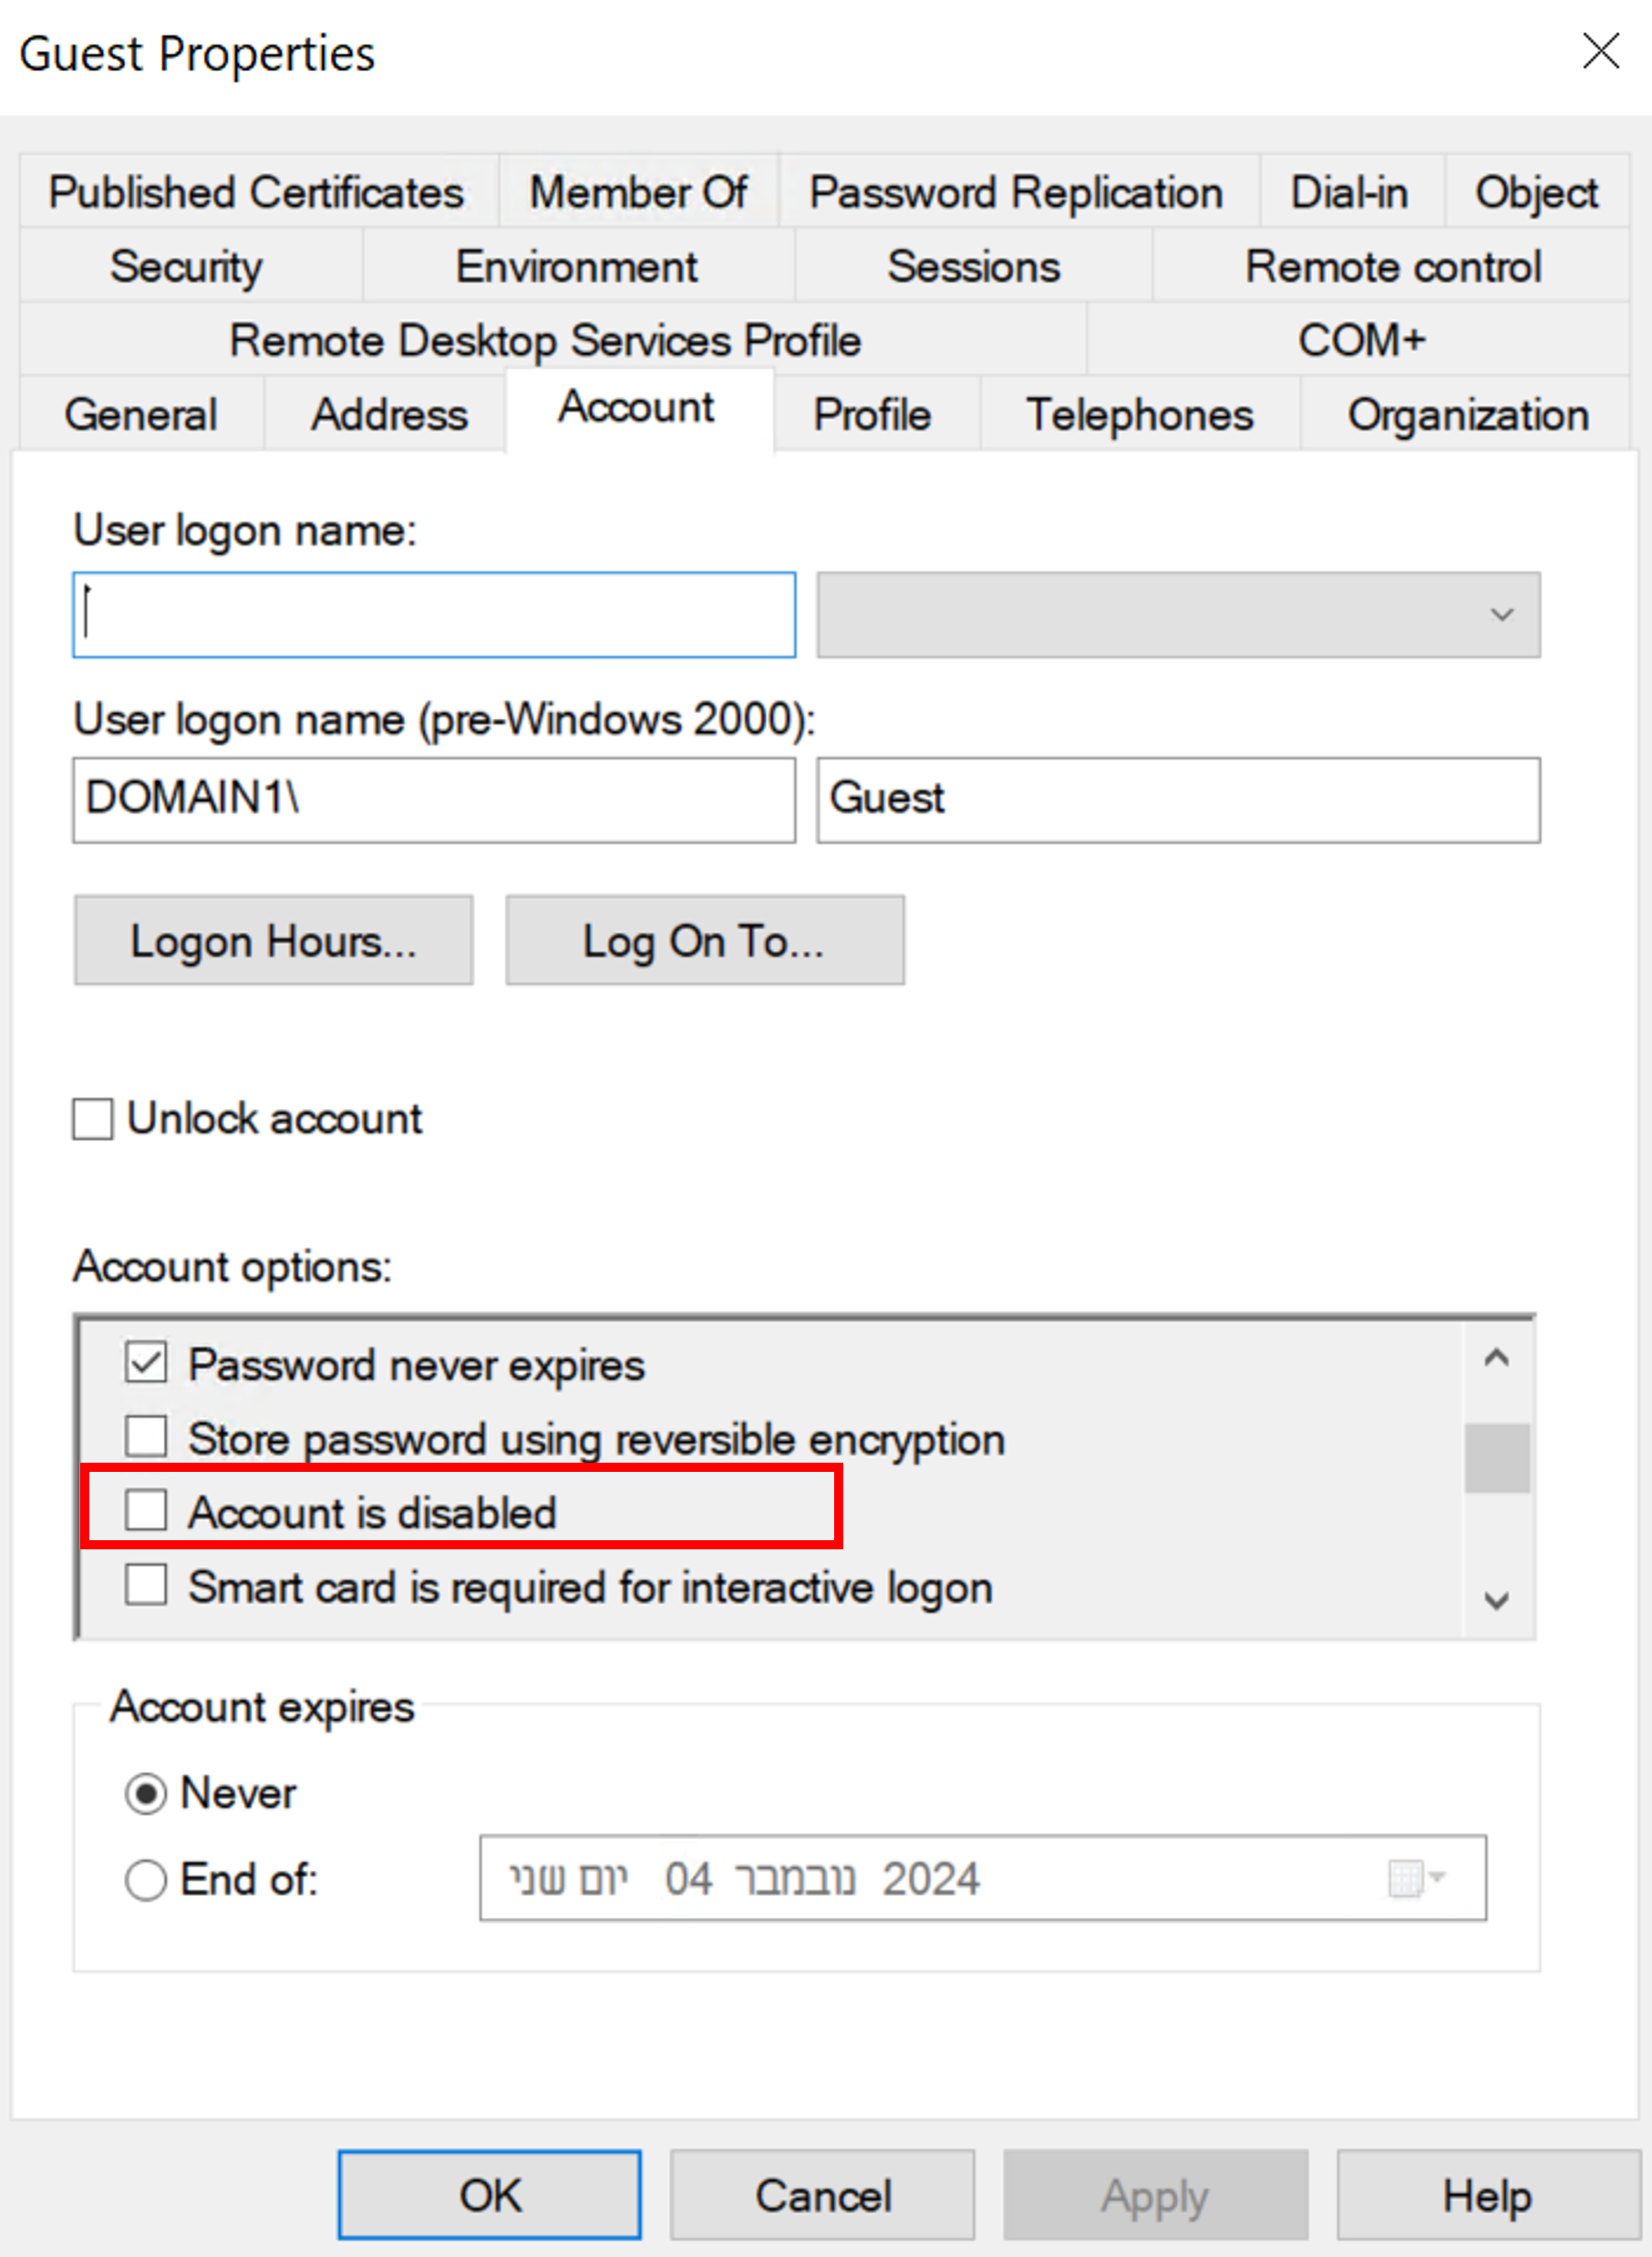 Guest Properties
Published Certificates Member Of Password Replication Dial-in Object
Security Environment Sessions Remote control
Remote Desktop Services Profile COM+
General Address Account Profile Telephones Organization
User logon name:
User logon name (pre-Windows 2000):
DOMAIN1\ Guest
Logon Hours... Log On To...
Unlock account
Account options:
Password never expires
Store password using reversible encryption
Account is disabled
Smart card is required for interactive logon
Account expires
Never
End of: יום שני 04 נובמבר 2024
OK Cancel Apply Help